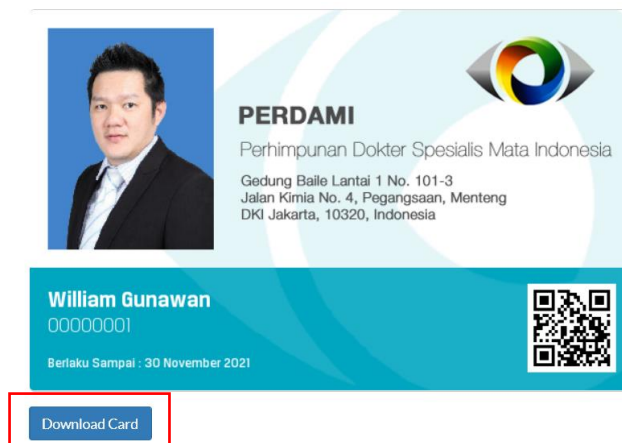 PERDAMI
Perhimpunan Dokter Spesialis Mata Indonesia
Gedung Baile Lantai 1 No. 101-3
Jalan Kimia No. 4, Pegangsaan, Menteng
DKI Jakarta, 10320, Indonesia
William Gunawan
00000001
Berlaku Sampai : 30 November 2021
Download Card